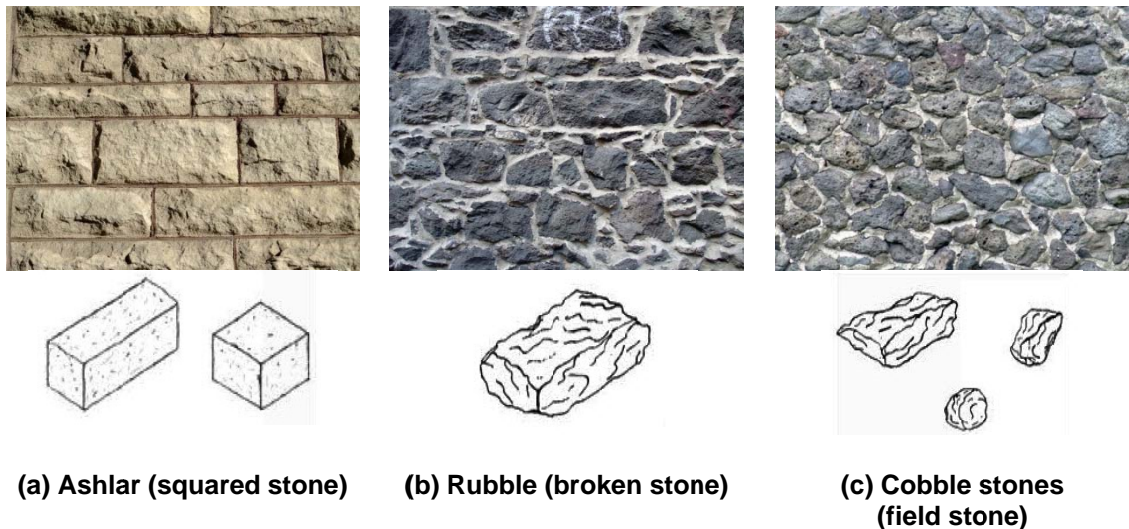 (a) Ashlar (squared stone)
(b) Rubble (broken stone)
(c) Cobble stones
(field stone)